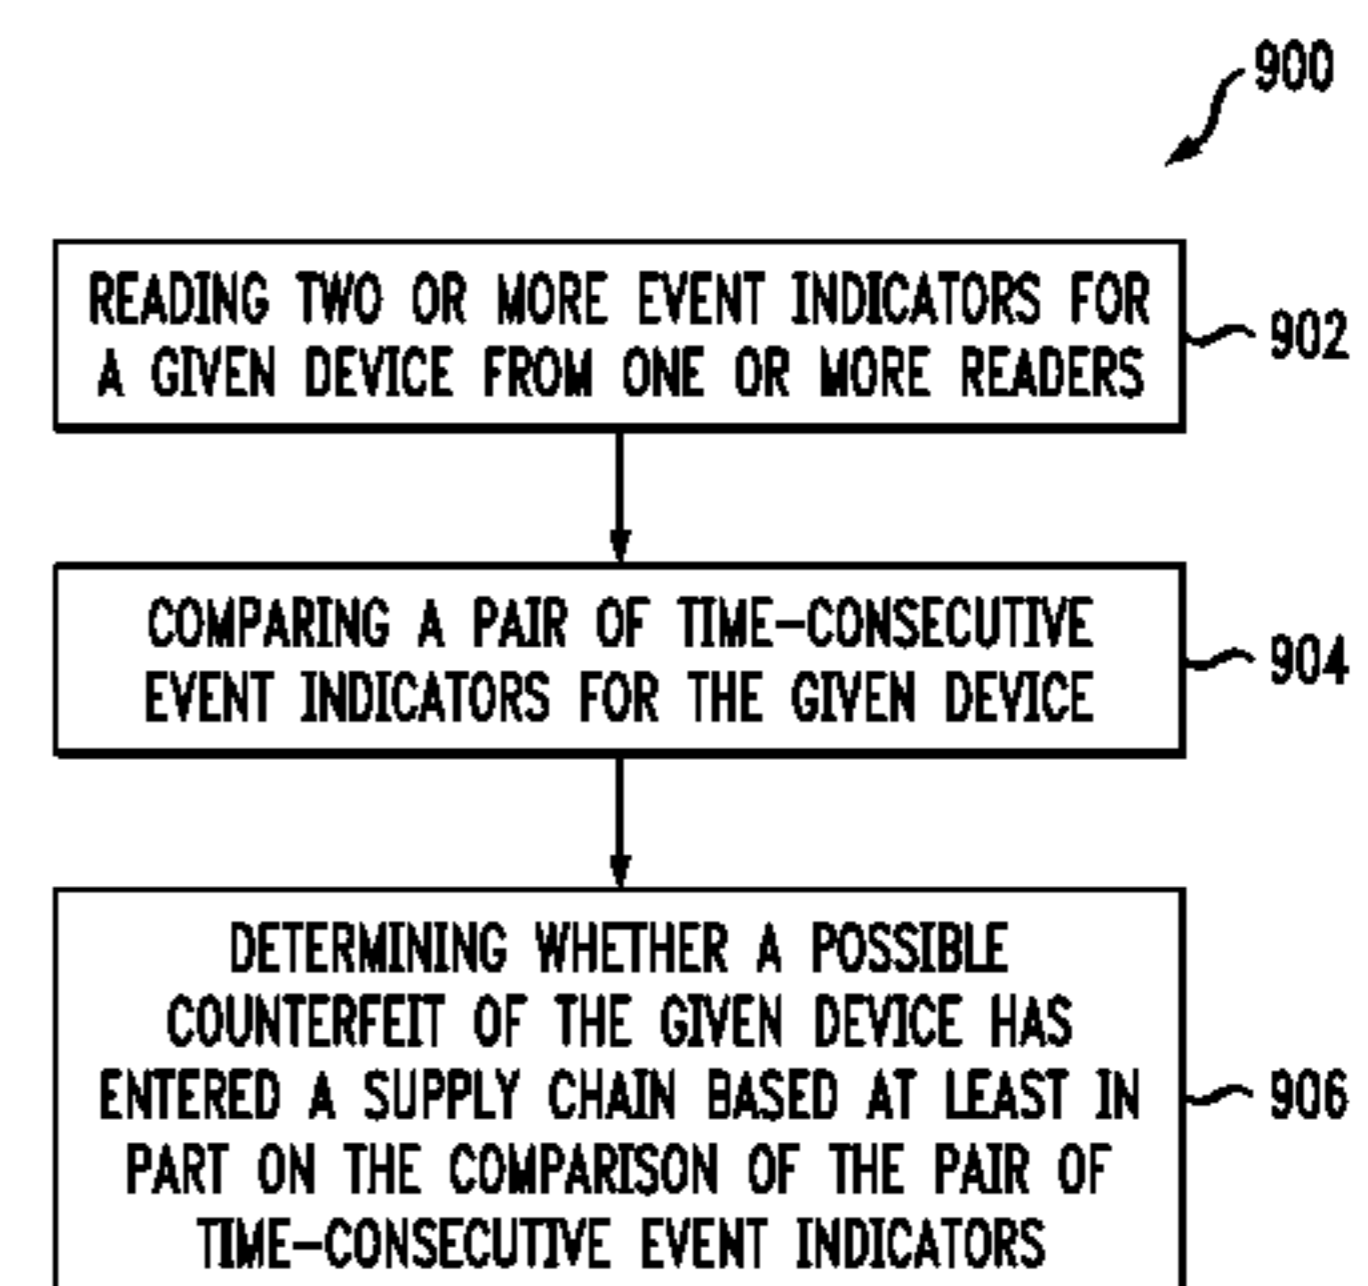 900
READING TWO OR MORE EVENT INDICATORS FOR
A GIVEN DEVICE FROM ONE OR MORE READERS
902
COMPARING A PAIR OF TIME-CONSECUTIVE
EVENT INDICATORS FOR THE GIVEN DEVICE
904
DETERMINING WHETHER A POSSIBLE
COUNTERFEIT OF THE GIVEN DEVICE HAS
ENTERED A SUPPLY CHAIN BASED AT LEAST IN
PART ON THE COMPARISON OF THE PAIR OF
TIME-CONSECUTIVE EVENT INDICATORS
906